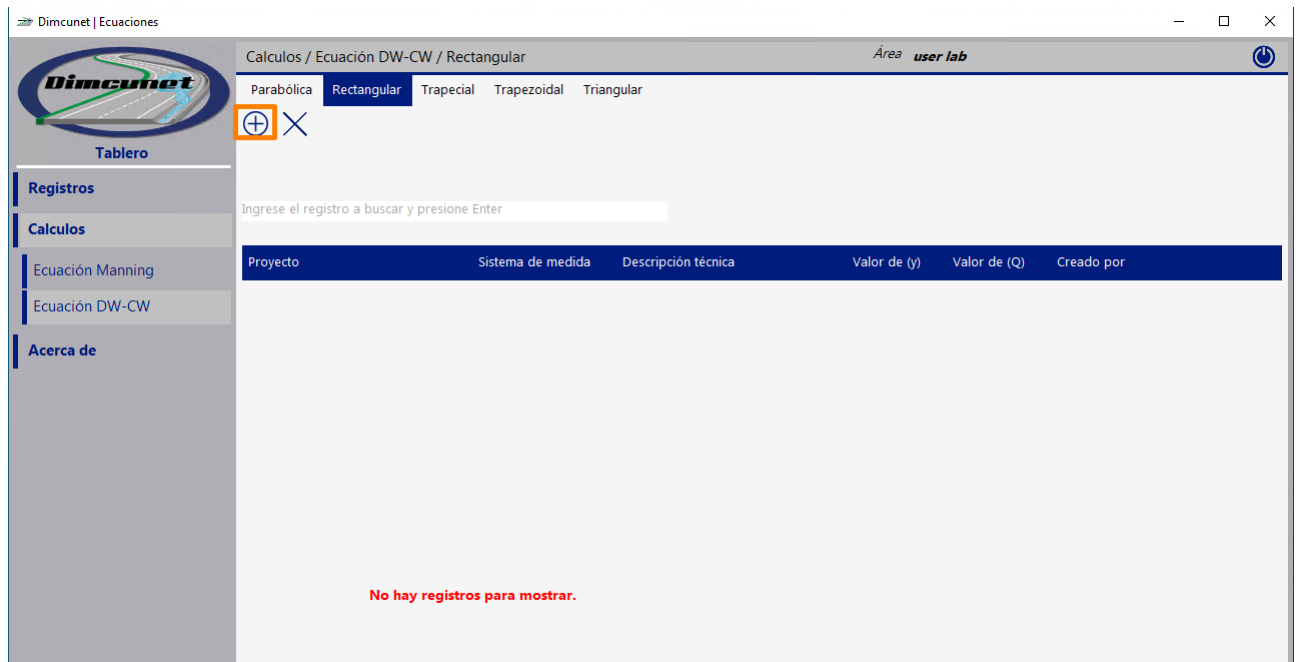 Dimcunet | Ecuaciones
Dimcunet
Tablero
Registros
Calculos
Ecuación Manning
Ecuación DW-CW
Acerca de
Calculos / Ecuación DW-CW / Rectangular
Área user lab
Parabólica Rectangular Trapecial Trapezoidal Triangular
Ingrese el registro a buscar y presione Enter
Proyecto Sistema de medida Descripción técnica Valor de (y) Valor de (Q) Creado por
No hay registros para mostrar.